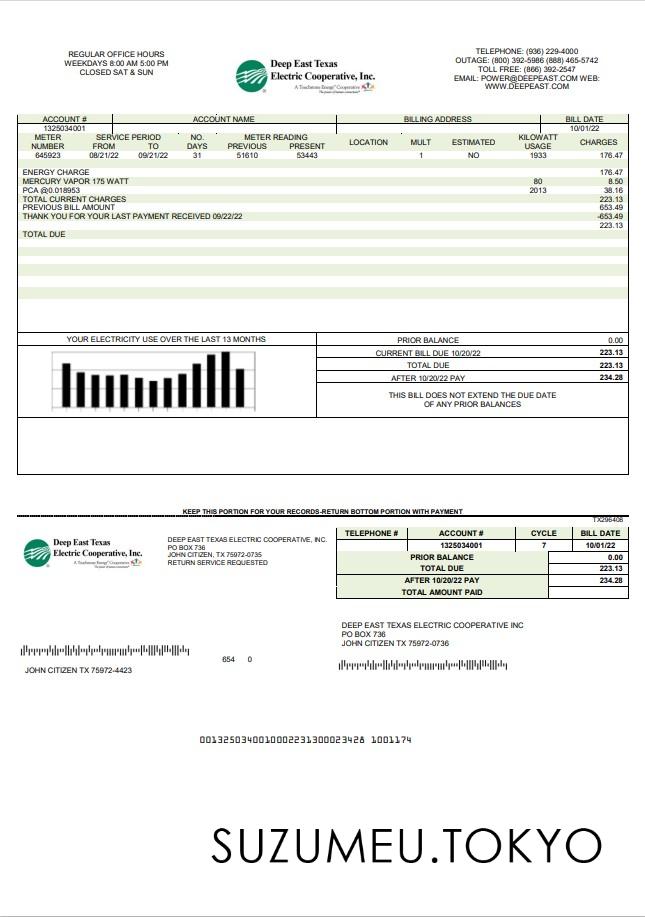 REGULAR OFFICE HOURS
WEEKDAYS 8:00 AM 5:00 PM
CLOSED SAT & SUN
Deep East Texas
Electric Cooperative, Inc.
A Touchstone Energy® Cooperative
The power of human connections®
TELEPHONE: (936) 229-4000
OUTAGE: (800) 392-5986 (888) 465-5742
TOLL FREE: (866) 392-2547
EMAIL: POWER@DEEPEAST.COM WEB:
WWW.DEEPEAST.COM
ACCOUNT # ACCOUNT NAME BILLING ADDRESS BILL DATE
1325034001 10/01/22
METER NUMBER SERVICE PERIOD FROM TO NO. DAYS METER READING PREVIOUS PRESENT LOCATION MULT ESTIMATED KILOWATT USAGE CHARGES
645923 08/21/22 09/21/22 31 51610 53443 1 NO 1933 176.47
ENERGY CHARGE 176.47
MERCURY VAPOR 175 WATT 80 8.50
PCA @0.018953 2013 38.16
TOTAL CURRENT CHARGES 223.13
PREVIOUS BILL AMOUNT 653.49
THANK YOU FOR YOUR LAST PAYMENT RECEIVED 09/22/22 -653.49
223.13
TOTAL DUE
YOUR ELECTRICITY USE OVER THE LAST 13 MONTHS
PRIOR BALANCE 0.00
CURRENT BILL DUE 10/20/22 223.13
TOTAL DUE 223.13
AFTER 10/20/22 PAY 234.28
THIS BILL DOES NOT EXTEND THE DUE DATE
OF ANY PRIOR BALANCES
KEEP THIS PORTION FOR YOUR RECORDS-RETURN BOTTOM PORTION WITH PAYMENT
TX296408
Deep East Texas
Electric Cooperative, Inc.
A Touchstone Energy® Cooperative
DEEP EAST TEXAS ELECTRIC COOPERATIVE, INC.
PO BOX 736
JOHN CITIZEN, TX 75972-0735
RETURN SERVICE REQUESTED
TELEPHONE # ACCOUNT # CYCLE BILL DATE
1325034001 7 10/01/22
PRIOR BALANCE 0.00
TOTAL DUE 223.13
AFTER 10/20/22 PAY 234.28
TOTAL AMOUNT PAID
DEEP EAST TEXAS ELECTRIC COOPERATIVE INC
PO BOX 736
JOHN CITIZEN TX 75972-0736
654 0
JOHN CITIZEN TX 75972-4423
0013250340010002231300023428 1001174
SUZUMEU.TOKYO